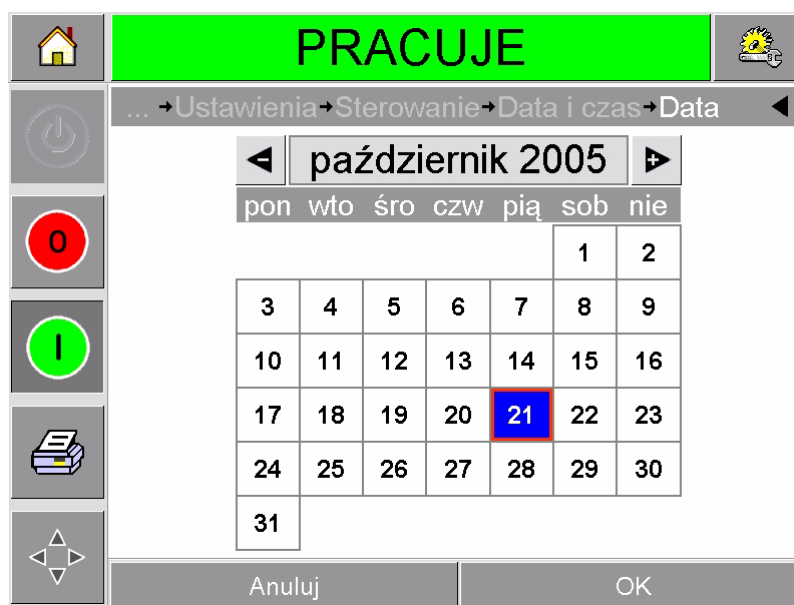 PRACUJE
... →Ustawienia→Sterowanie→Data i czas→Data
październik 2005
pon wto śro czw pią sob nie
0
1 2
I
3 4 5 6 7 8 9
10 11 12 13 14 15 16
17 18 19 20 21 22 23
24 25 26 27 28 29 30
31
Anuluj OK